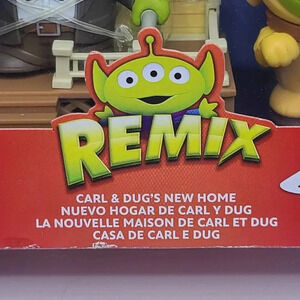 REMIX
CARL & DUG'S NEW HOME
NUEVO HOGAR DE CARL Y DUG
LA NOUVELLE MAISON DE CARL ET DUG
CASA DE CARL E DUG